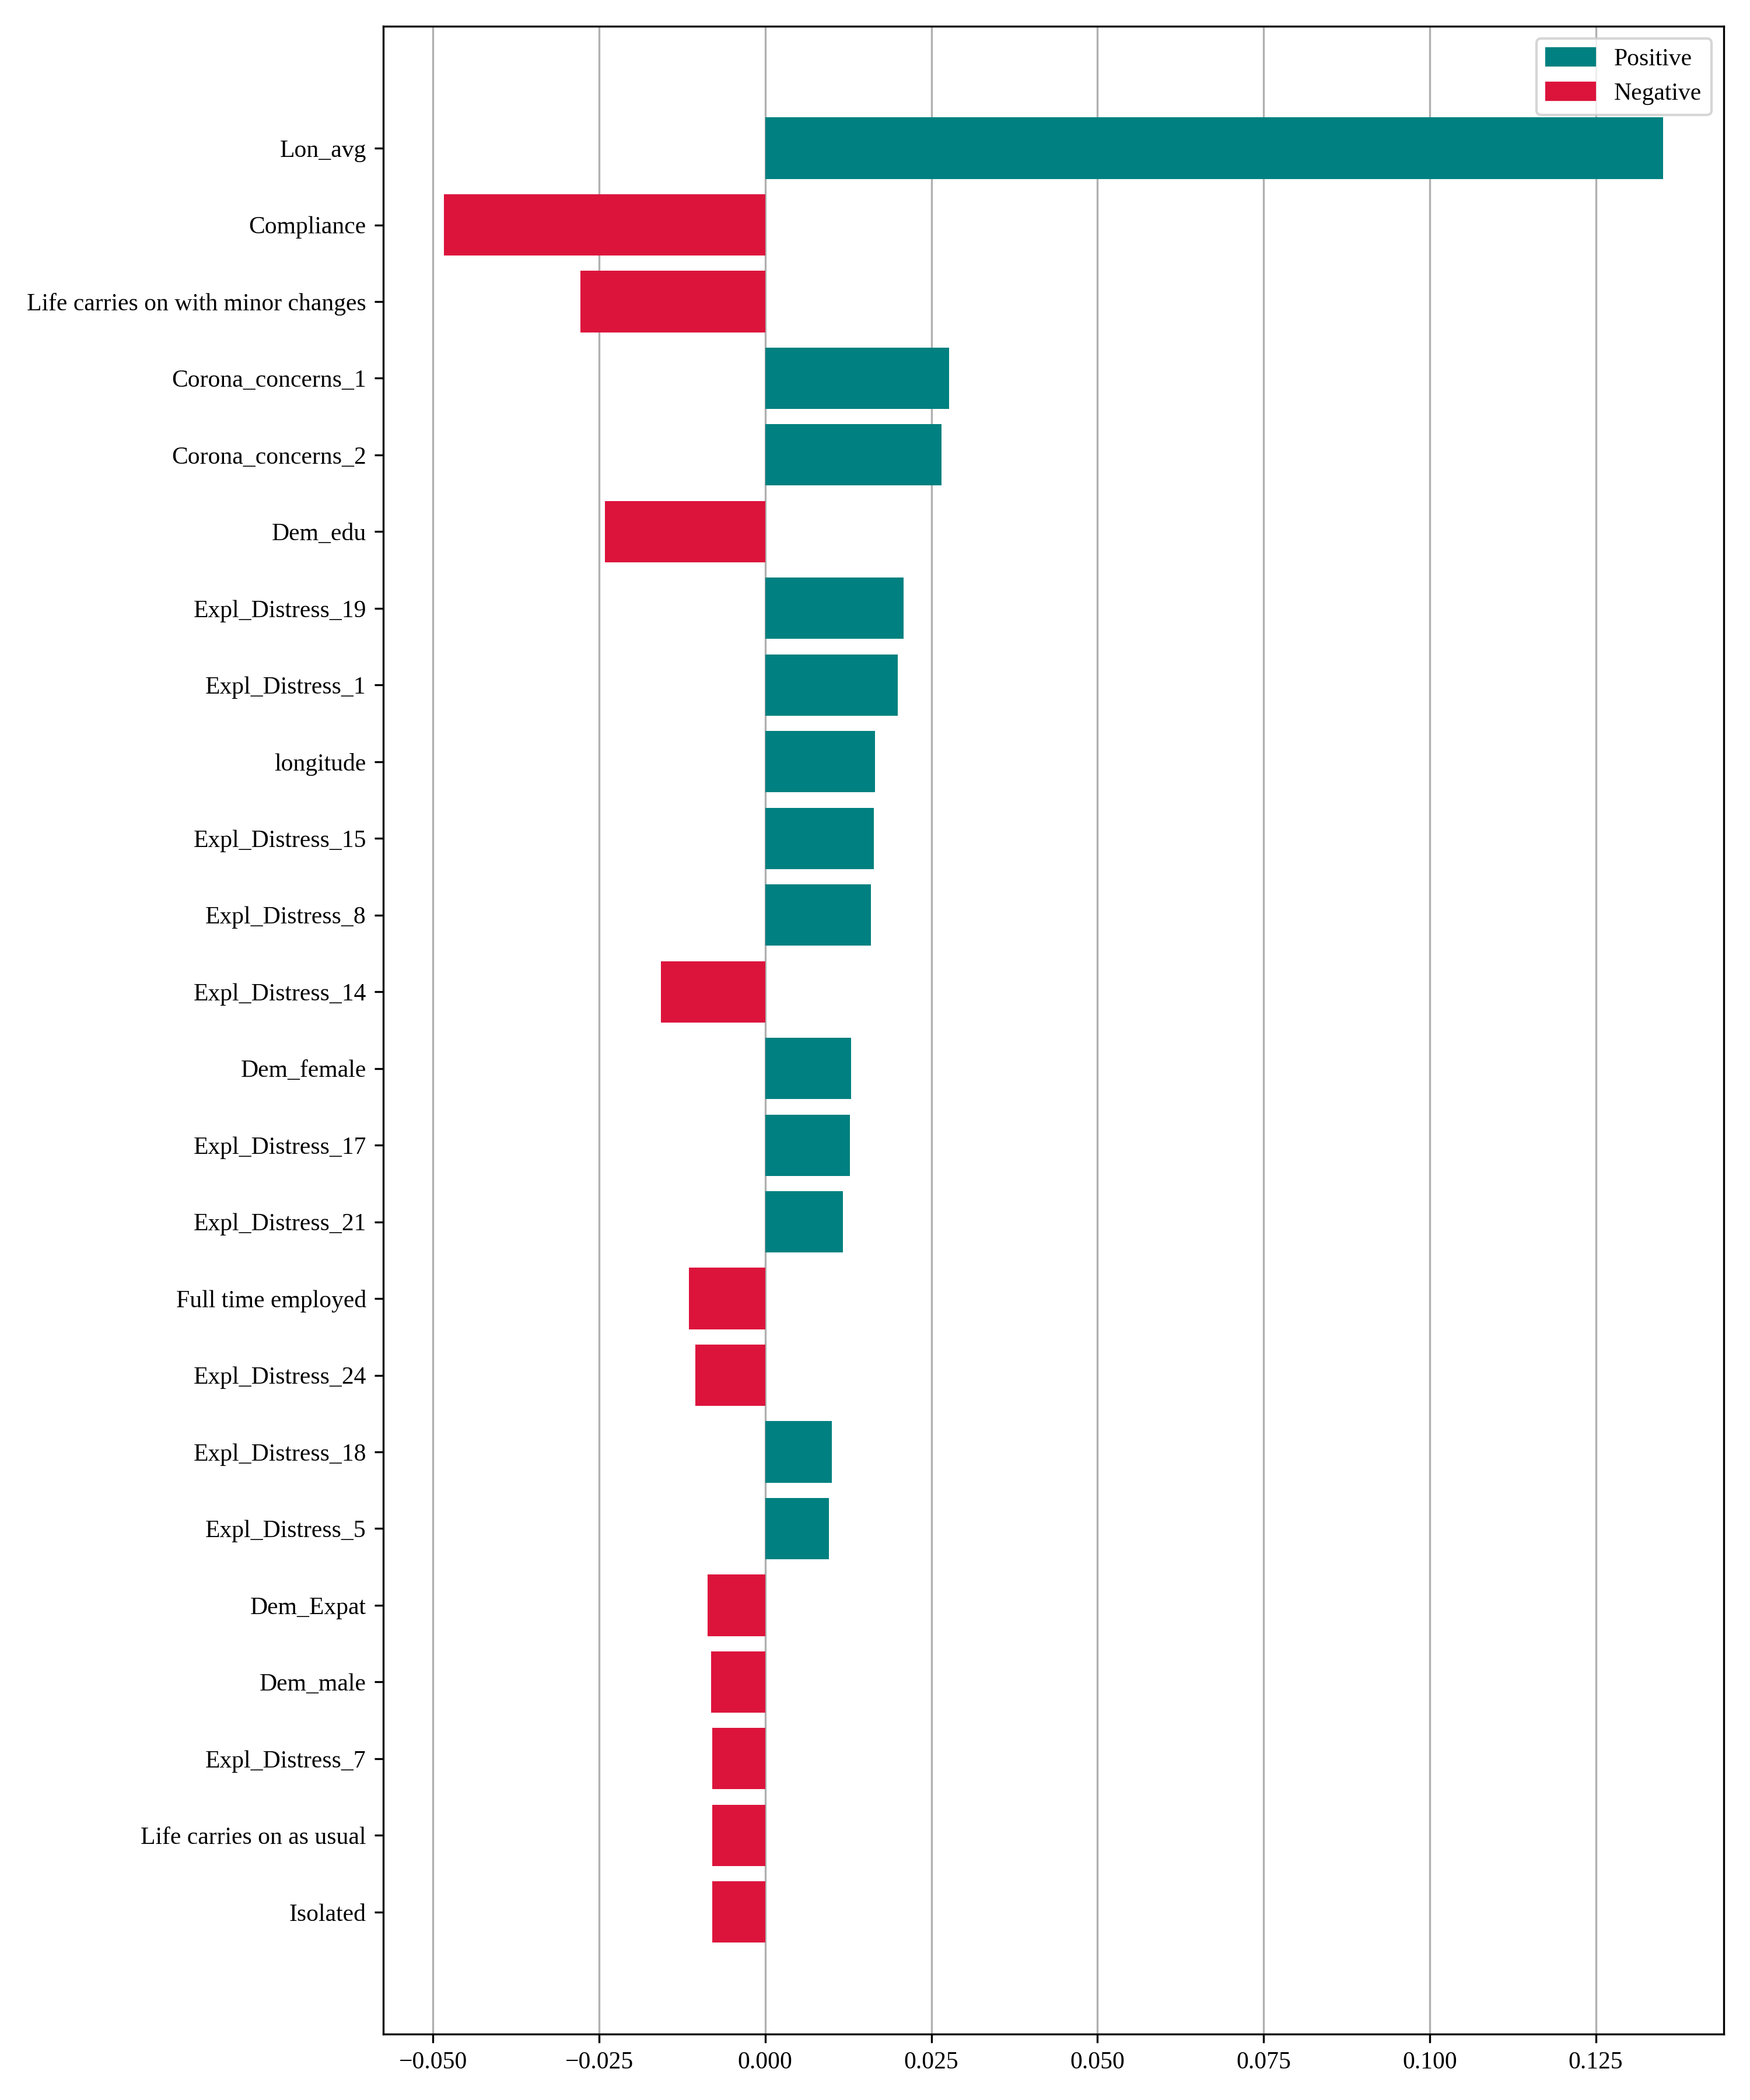 Positive
Negative
Lon_avg
Compliance
Life carries on with minor changes
Corona_concerns_1
Corona_concerns_2
Dem_edu
Expl_Distress_19
Expl_Distress_1
longitude
Expl_Distress_15
Expl_Distress_8
Expl_Distress_14
Dem_female
Expl_Distress_17
Expl_Distress_21
Full time employed
Expl_Distress_24
Expl_Distress_18
Expl_Distress_5
Dem_Expat
Dem_male
Expl_Distress_7
Life carries on as usual
Isolated
−0.050 −0.025 0.000 0.025 0.050 0.075 0.100 0.125